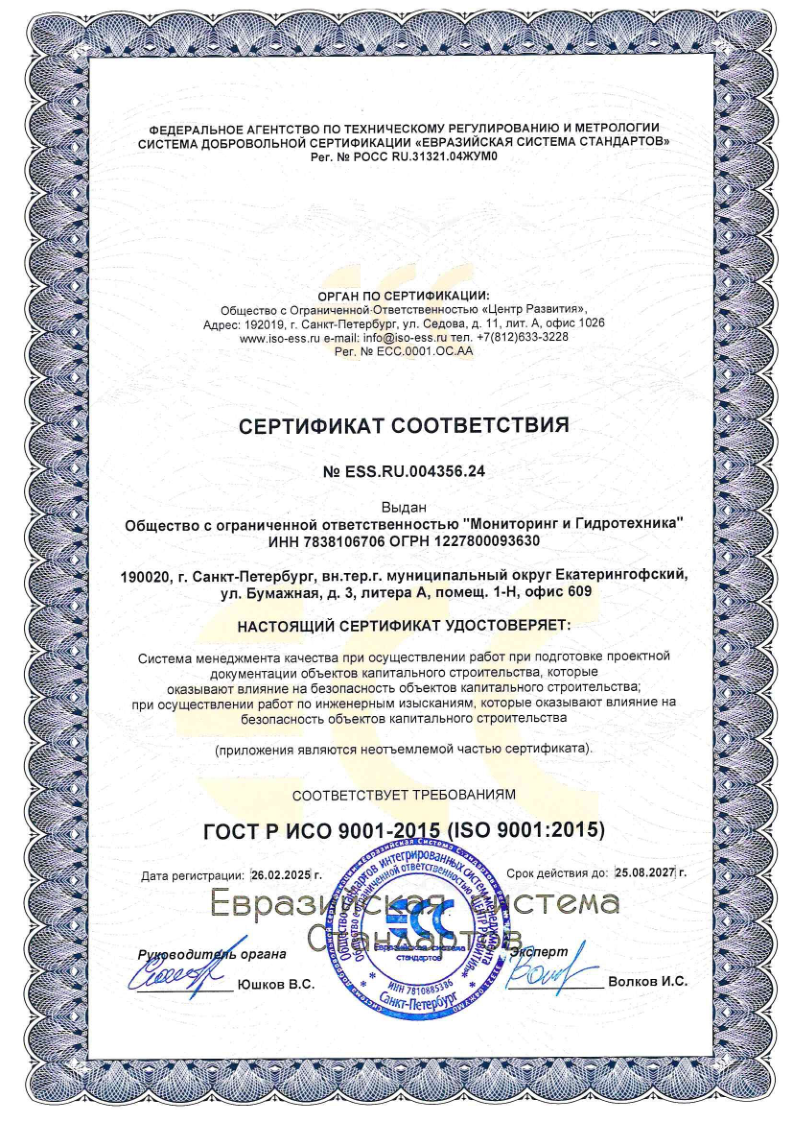 ФЕДЕРАЛЬНОЕ АГЕНТСТВО ПО ТЕХНИЧЕСКОМУ РЕГУЛИРОВАНИЮ И МЕТРОЛОГИИ
СИСТЕМА ДОБРОВОЛЬНОЙ СЕРТИФИКАЦИИ «ЕВРАЗИЙСКАЯ СИСТЕМА СТАНДАРТОВ»
Рег. № РОСС RU.31321.04ЖУМ0
ЕСС
ОРГАН ПО СЕРТИФИКАЦИИ:
Общество с Ограниченной Ответственностью «Центр Развития»,
Адрес: 192019, г. Санкт-Петербург, ул. Седова, д. 11, лит. А, офис 1026
www.iso-ess.ru e-mail: info@iso-ess.ru тел. +7(812)633-3228
Рег. № ЕСС.0001.ОС.АА
СЕРТИФИКАТ СООТВЕТСТВИЯ
№ ESS.RU.004356.24
Выдан
Общество с ограниченной ответственностью "Мониторинг и Гидротехника"
ИНН 7838106706 ОГРН 1227800093630
190020, г. Санкт-Петербург, вн.тер.г. муниципальный округ Екатерингофский,
ул. Бумажная, д. 3, литера А, помещ. 1-Н, офис 609
НАСТОЯЩИЙ СЕРТИФИКАТ УДОСТОВЕРЯЕТ:
Система менеджмента качества при осуществлении работ при подготовке проектной
документации объектов капитального строительства, которые
оказывают влияние на безопасность объектов капитального строительства;
при осуществлении работ по инженерным изысканиям, которые оказывают влияние на
безопасность объектов капитального строительства
(приложения являются неотъемлемой частью сертификата).
ЕСС
СООТВЕТСТВУЕТ ТРЕБОВАНИЯМ
ГОСТ Р ИСО 9001-2015 (ISO 9001:2015)
Дата регистрации: 26.02.2025 г.
Срок действия до: 25.08.2027 г.
Евразийская система
Стандартов
Общество стандартов интегрированных систем менеджмента
Общество с ограниченной ответственностью «ЦЕНТР РАЗВИТИЯ»
ЕСС
Евразийская система
стандартов
ИНН 7810885386
Санкт-Петербург
Руководитель органа
Юшков В.С.
Эксперт
Волков И.С.